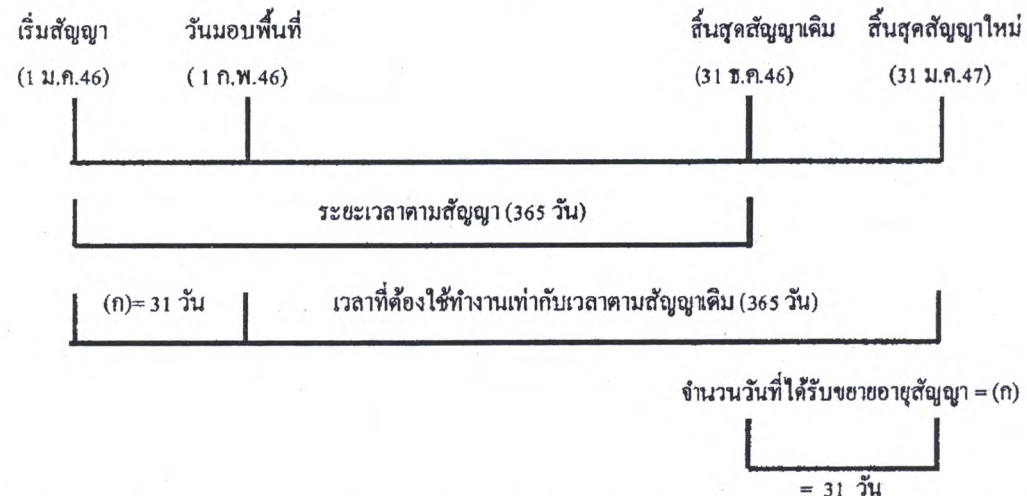 เริ่มสัญญา วันมอบพื้นที่ สิ้นสุดสัญญาเดิม สิ้นสุดสัญญาใหม่
(1 ม.ค.46) ( 1 ก.พ.46) (31 ธ.ค.46) (31 ม.ค.47)
ระยะเวลาตามสัญญา (365 วัน)
(ก)= 31 วัน เวลาที่ต้องใช้ทำงานเท่ากับเวลาตามสัญญาเดิม (365 วัน)
จำนวนวันที่ได้รับขยายอายุสัญญา = (ก)
= 31 วัน